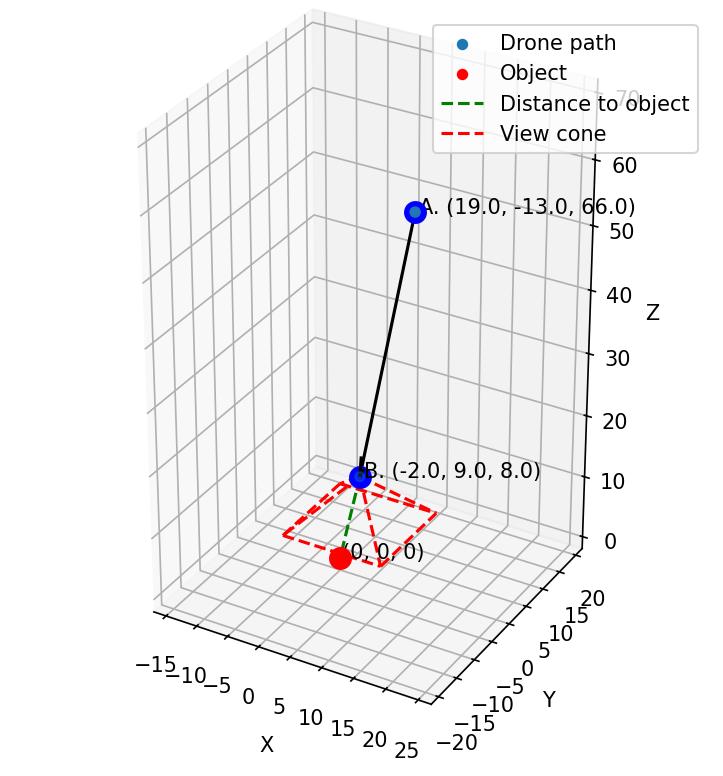 Drone path
Object
Distance to object
View cone
70
60
50
40
30
20
10
0
Z
A. (19.0, -13.0, 66.0)
B. (-2.0, 9.0, 8.0)
(0, 0, 0)
−15
−10
−5
0
5
10
15
20
25
X
−20
−15
−10
−5
0
5
10
15
20
Y